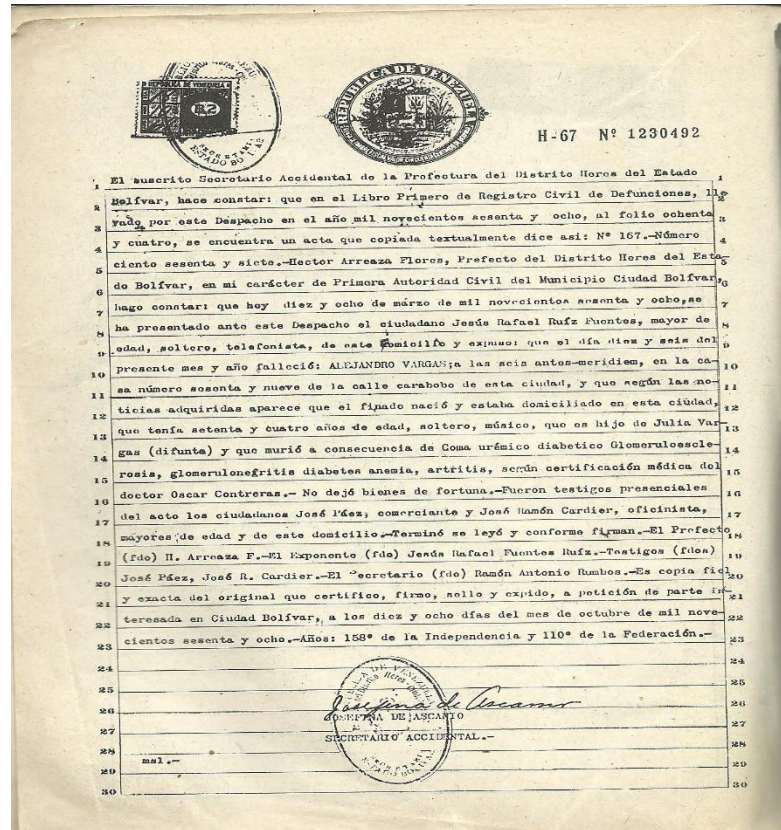 REPUBLICA DE VENEZUELA
REPUBLICA DE VENEZUELA
H-67 Nº 1230492
El suscrito Secretario Accidental de la Prefectura del Distrito Heres del Estado
Bolívar, hace constar: que en el Libro Primero de Registro Civil de Defunciones, lle
vado por este Despacho en el año mil novecientos sesenta y ocho, al folio ochenta
y cuatro, se encuentra un acta que copiada textualmente dice asi: Nº 167.-Número
ciento sesenta y siete.-Hector Arreaza Flores, Prefecto del Distrito Heres del Esta-
do Bolívar, en mi carácter de Primera Autoridad Civil del Municipio Ciudad Bolívar,
hago constar: que hoy diez y ocho de marzo de mil novecientos sesenta y ocho, se
ha presentado ante este Despacho el ciudadano Jesús Rafael Ruíz Fuentes, mayor de
edad, soltero, telefonista, de este domicilio y expuso: que el día diez y seis del
presente mes y año falleció: ALEJANDRO VARGAS;a las seis antes-meridiem, en la ca-
sa número sesenta y nueve de la calle carabobo de esta ciudad, y que según las no-
ticias adquiridas aparece que el finado nació y estaba domiciliado en esta ciudad,
que tenía setenta y cuatro años de edad, soltero, músico, que es hijo de Julia Var-
gas (difunta) y que murió a consecuencia de Coma urémico diabetico Glomeruloescle-
rosis, glomerulonefritis diabetes anemia, artritis, según certificación médica del
doctor Oscar Contreras.- No dejó bienes de fortuna.-Fueron testigos presenciales
del acto los ciudadanos José Páez, comerciante y José Ramón Cardier, oficinista,
mayores de edad y de este domicilio.-Terminó se leyó y conforme firman.-El Prefecto
(fdo) H. Arreaza F.-El Exponente (fdo) Jesús Rafael Fuentes Ruíz.-Testigos (fdos)
José Páez, José R. Cardier.-El Secretario (fdo) Ramón Antonio Rumbos.-Es copia fiel
y exacta del original que certifico, firmo, sello y expido, a petición de parte in-
teresada en Ciudad Bolívar, a los diez y ocho días del mes de octubre de mil nove-
cientos sesenta y ocho.-Años: 158º de la Independencia y 110º de la Federación.-
Josefina de Ascanio
JOSEFINA DE ASCANIO
SECRETARIO ACCIDENTAL.-
msl.-